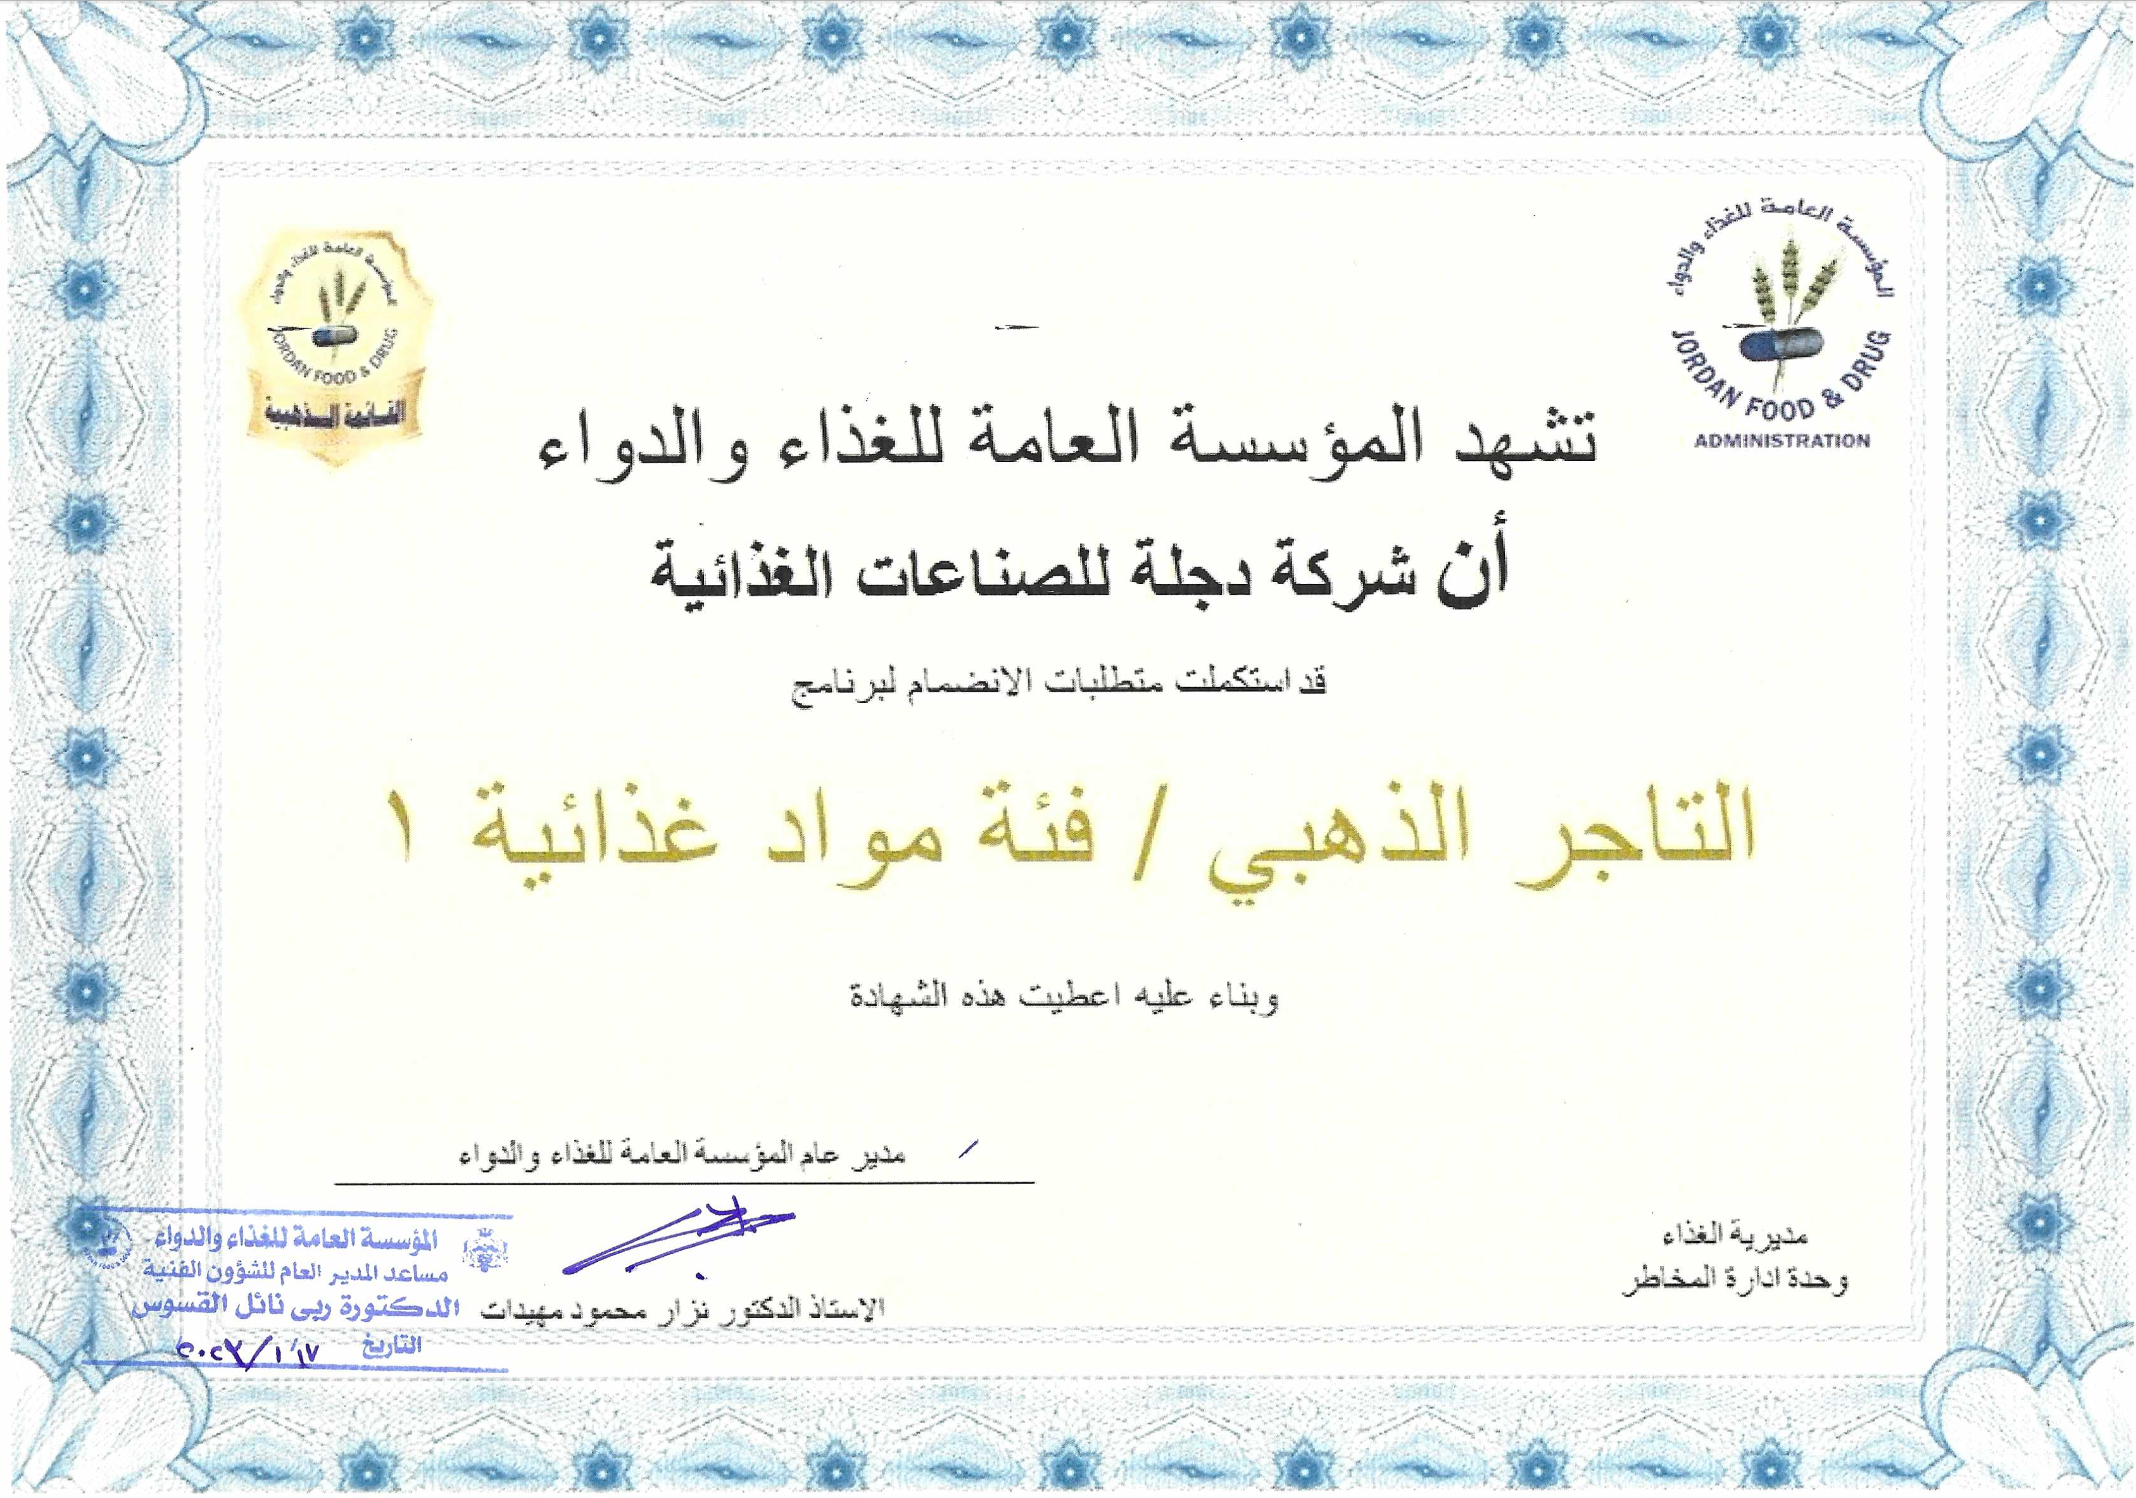 المؤسسة العامة للغذاء والدواء
JORDAN FOOD & DRUG
ADMINISTRATION
المؤسسة العامة للغذاء والدواء
JORDAN FOOD & DRUG
القائمة الذهبية
تشهد المؤسسة العامة للغذاء والدواء
أن شركة دجلة للصناعات الغذائية
قد استكملت متطلبات الانضمام لبرنامج
التاجر الذهبي / فئة مواد غذائية ١
وبناء عليه اعطيت هذه الشهادة
مدير عام المؤسسة العامة للغذاء والدواء
الاستاذ الدكتور نزار محمود مهيدات
مديرية الغذاء
وحدة ادارة المخاطر
المؤسسة العامة للغذاء والدواء
مساعد المدير العام للشؤون الفنية
الدكتورة ربى نائل القسوس
التاريخ